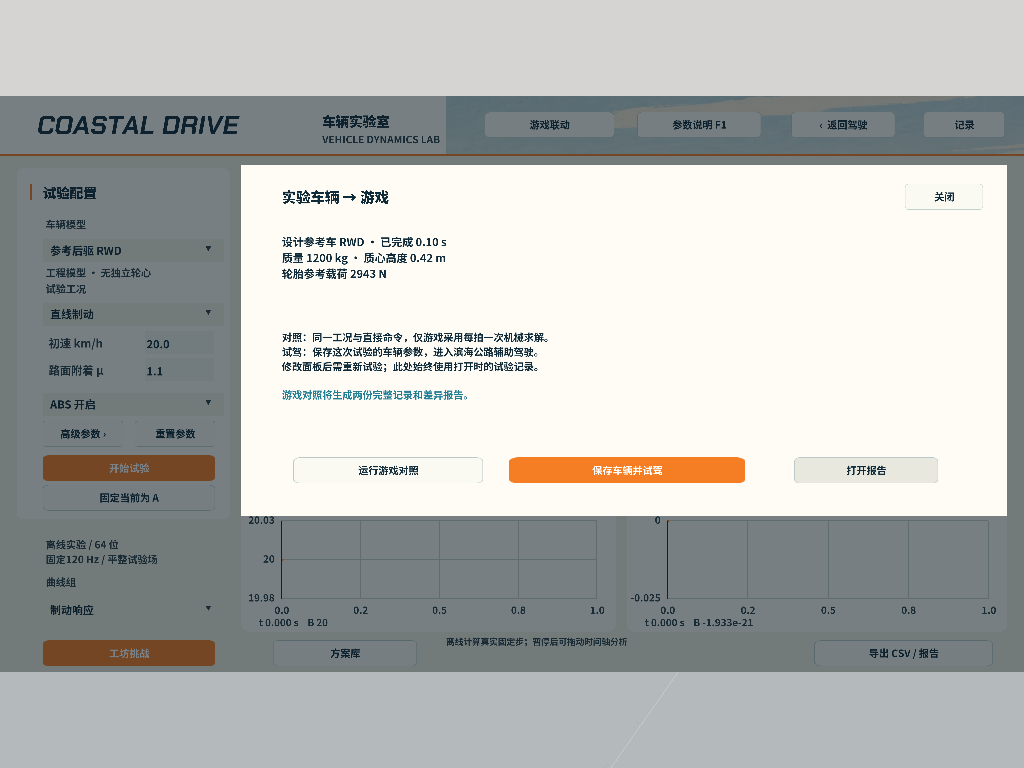 COASTAL DRIVE
车辆实验室
VEHICLE DYNAMICS LAB
游戏联动
参数说明 F1
‹ 返回驾驶
记录
试验配置
车辆模型
参考后驱 RWD
工程模型 · 无独立轮心
试验工况
直线制动
初速 km/h
20.0
路面附着 μ
1.1
ABS 开启
高级参数 ›
重置参数
开始试验
固定当前为 A
离线实验 / 64 位
固定120 Hz / 平整试验场
曲线组
制动响应
工坊挑战
实验车辆 → 游戏
关闭
设计参考车 RWD · 已完成 0.10 s
质量 1200 kg · 质心高度 0.42 m
轮胎参考载荷 2943 N
对照：同一工况与直接命令，仅游戏采用每拍一次机械求解。
试驾：保存这次试验的车辆参数，进入滨海公路辅助驾驶。
修改面板后需重新试验；此处始终使用打开时的试验记录。
游戏对照将生成两份完整记录和差异报告。
运行游戏对照
保存车辆并试驾
打开报告
20.03
20
19.98
0.0
0.2
0.5
0.8
1.0
t 0.000 s B 20
0
-0.025
0.0
0.2
0.5
0.8
1.0
t 0.000 s B -1.933e-21
方案库
离线计算真实固定步；暂停后可拖动时间轴分析
导出 CSV / 报告